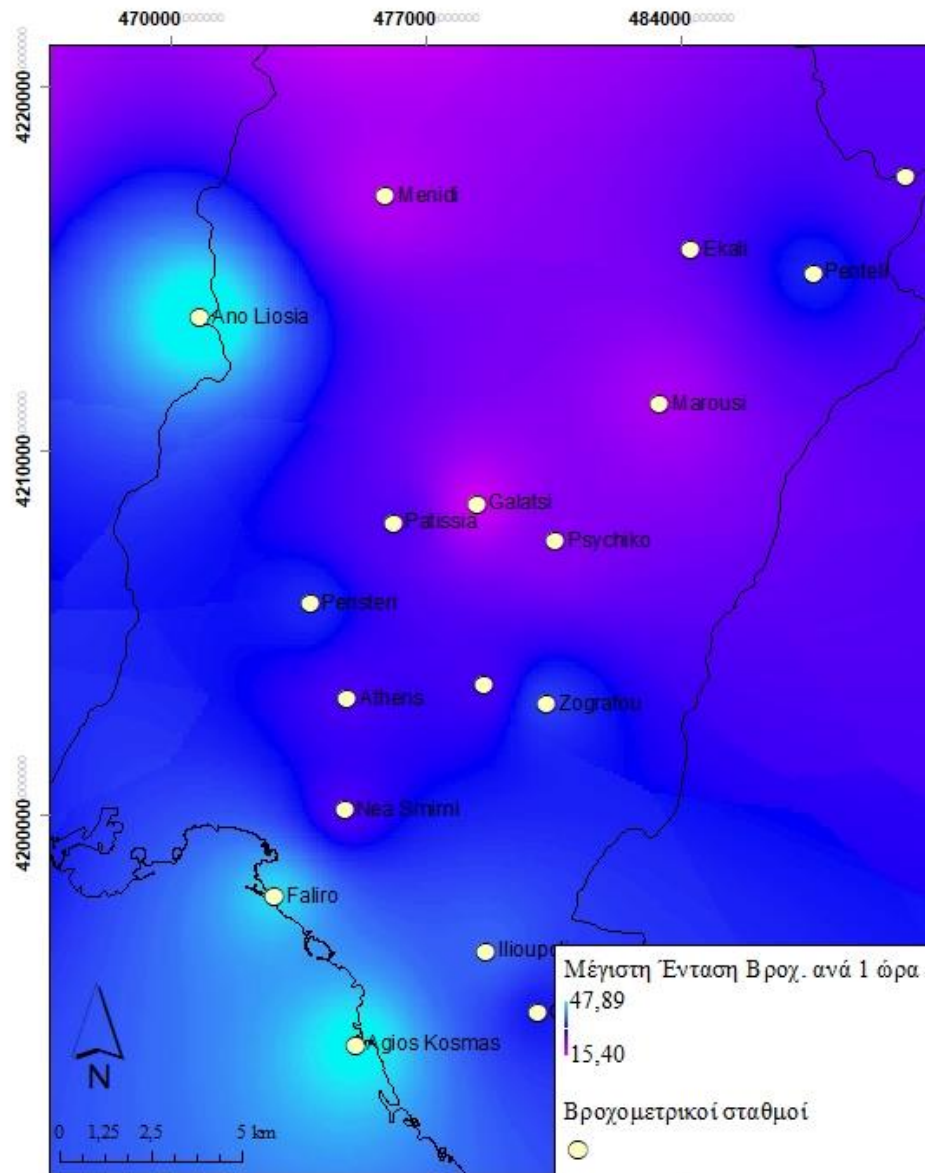 470000 477000 484000
4220000
Menidi
Ekali
Penteli
Ano Liosia
Marousi
4210000
Galatsi
Patissia
Psychiko
Peristeri
Athens
Zografou
Nea Smirni
4200000
Faliro
Ilioupoli
Agios Kosmas
N
0 1,25 2,5 5 km
Μέγιστη Ένταση Βροχ. ανά 1 ώρα
47,89
15,40
Βροχομετρικοί σταθμοί